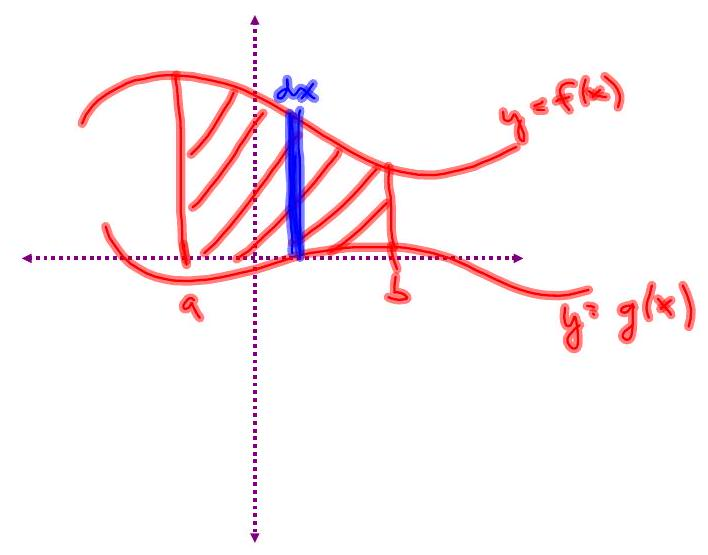 dx
y = f(x)
a
b
y = g(x)